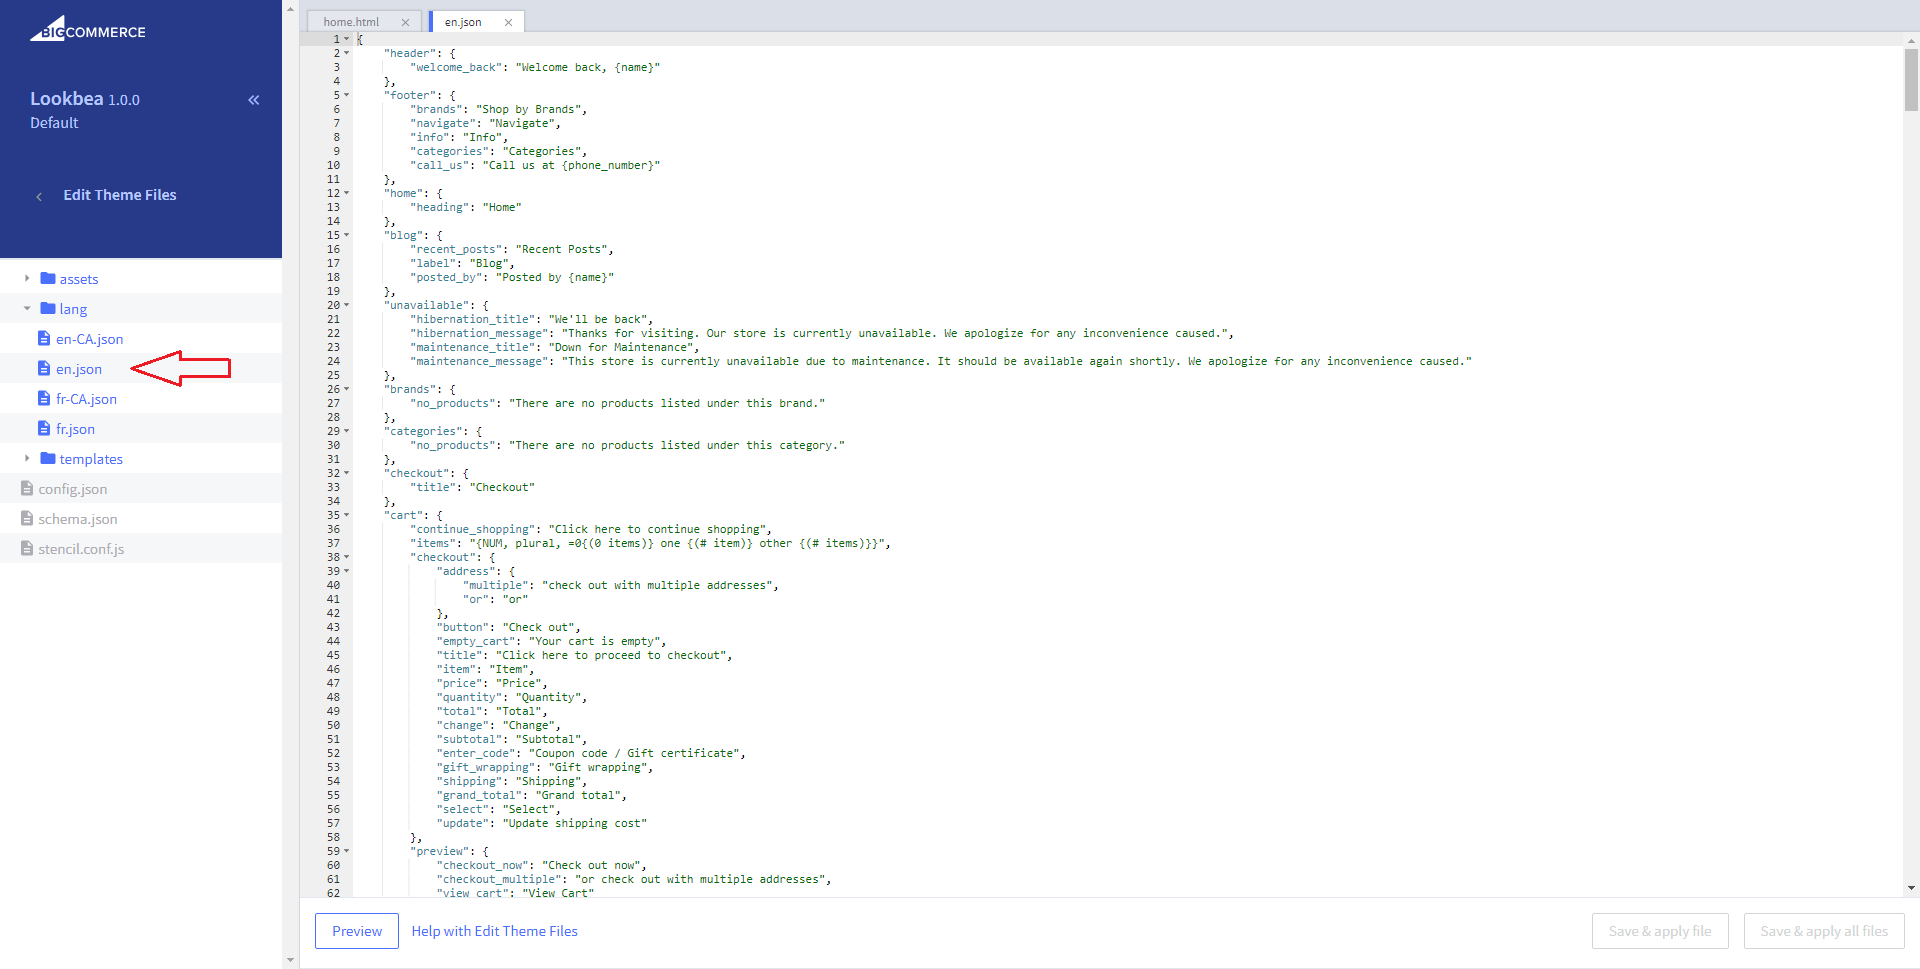 BIGCOMMERCE
Lookbea 1.0.0
Default
Edit Theme Files
assets
lang
en-CA.json
en.json
fr-CA.json
fr.json
templates
config.json
schema.json
stencil.conf.js
home.html
en.json
1 {
2 "header": {
3 "welcome_back": "Welcome back, {name}"
4 },
5 "footer": {
6 "brands": "Shop by Brands",
7 "navigate": "Navigate",
8 "info": "Info",
9 "categories": "Categories",
10 "call_us": "Call us at {phone_number}"
11 },
12 "home": {
13 "heading": "Home"
14 },
15 "blog": {
16 "recent_posts": "Recent Posts",
17 "label": "Blog",
18 "posted_by": "Posted by {name}"
19 },
20 "unavailable": {
21 "hibernation_title": "We'll be back",
22 "hibernation_message": "Thanks for visiting. Our store is currently unavailable. We apologize for any inconvenience caused.",
23 "maintenance_title": "Down for Maintenance",
24 "maintenance_message": "This store is currently unavailable due to maintenance. It should be available again shortly. We apologize for any inconvenience caused."
25 },
26 "brands": {
27 "no_products": "There are no products listed under this brand."
28 },
29 "categories": {
30 "no_products": "There are no products listed under this category."
31 },
32 "checkout": {
33 "title": "Checkout"
34 },
35 "cart": {
36 "continue_shopping": "Click here to continue shopping",
37 "items": "{NUM, plural, =0{(0 items)} one {(# item)} other {(# items)}}",
38 "checkout": {
39 "address": {
40 "multiple": "check out with multiple addresses",
41 "or": "or"
42 },
43 "button": "Check out",
44 "empty_cart": "Your cart is empty",
45 "title": "Click here to proceed to checkout",
46 "item": "Item",
47 "price": "Price",
48 "quantity": "Quantity",
49 "total": "Total",
50 "change": "Change",
51 "subtotal": "Subtotal",
52 "enter_code": "Coupon code / Gift certificate",
53 "gift_wrapping": "Gift wrapping",
54 "shipping": "Shipping",
55 "grand_total": "Grand total",
56 "select": "Select",
57 "update": "Update shipping cost"
58 },
59 "preview": {
60 "checkout_now": "Check out now",
61 "checkout_multiple": "or check out with multiple addresses",
62 "view_cart": "View Cart"
Preview
Help with Edit Theme Files
Save & apply file
Save & apply all files